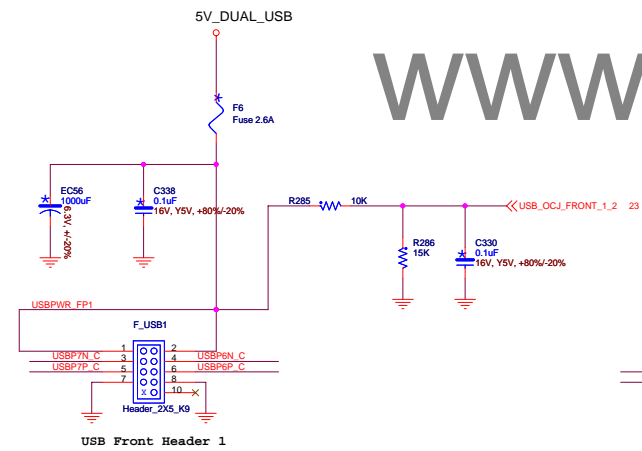 5V_DUAL_USB
WWW
F6
Fuse 2.6A
EC56
1000uF
6.3V, +/-20%
C338
0.1uF
16V, Y5V, +80%/-20%
R285 10K
USB_OCJ_FRONT_1_2 23
R286
15K
C330
0.1uF
16V, Y5V, +80%/-20%
USBPWR_FP1
F_USB1
1 2
USBP7N_C 3 4 USBP6N_C
USBP7P_C 5 6 USBP6P_C
7 8
X 10
Header_2X5_K9
USB Front Header 1